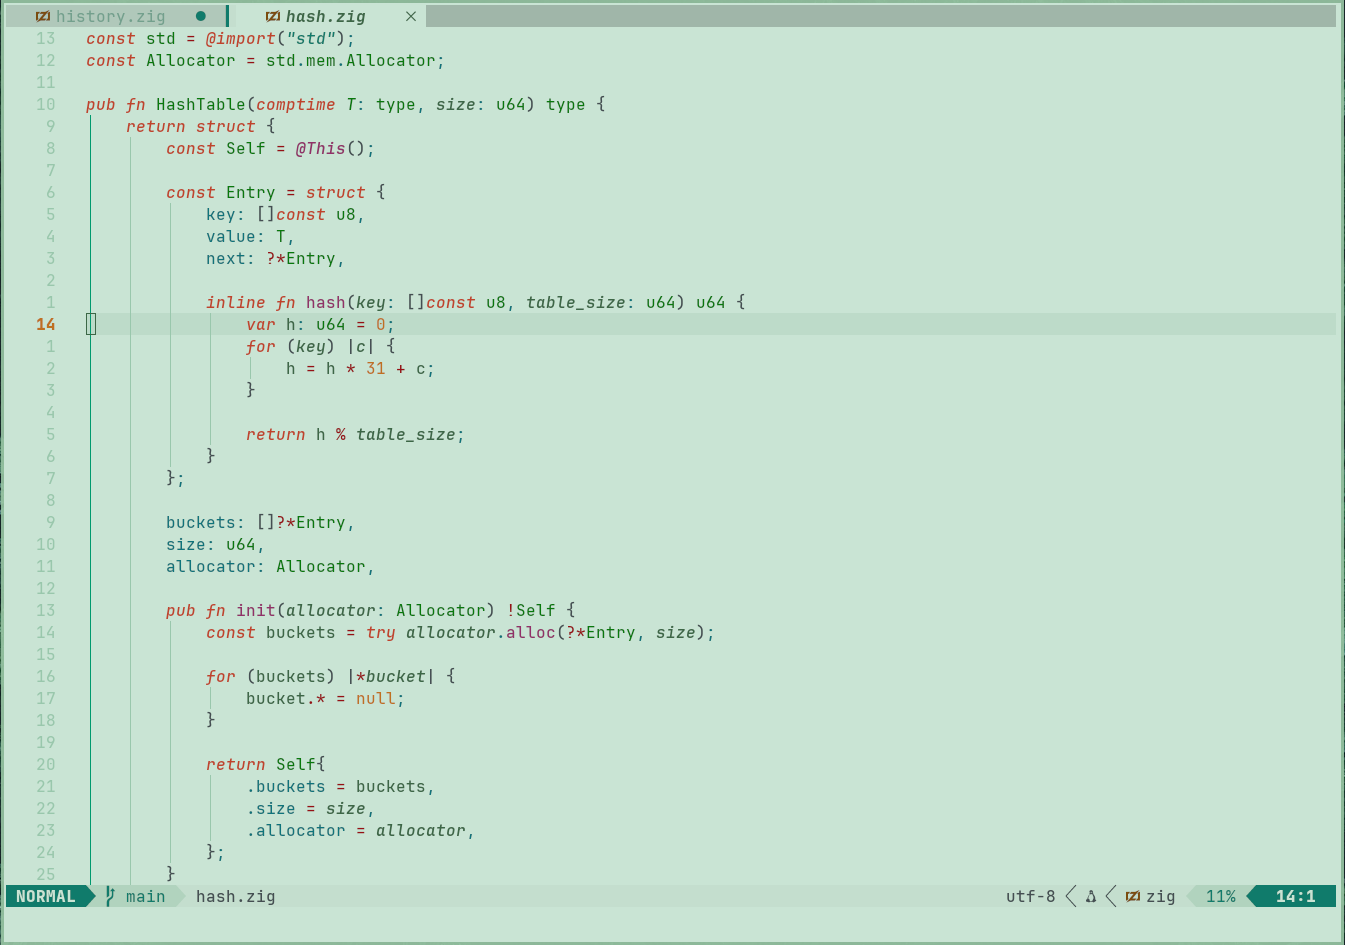 history.zig ● hash.zig ×
13 const std = @import("std");
12 const Allocator = std.mem.Allocator;
11
10 pub fn HashTable(comptime T: type, size: u64) type {
9     return struct {
8         const Self = @This();
7
6         const Entry = struct {
5             key: []const u8,
4             value: T,
3             next: ?*Entry,
2
1             inline fn hash(key: []const u8, table_size: u64) u64 {
14                 var h: u64 = 0;
1                 for (key) |c| {
2                     h = h * 31 + c;
3                 }
4
5                 return h % table_size;
6             }
7         };
8
9         buckets: []?*Entry,
10         size: u64,
11         allocator: Allocator,
12
13         pub fn init(allocator: Allocator) !Self {
14             const buckets = try allocator.alloc(?*Entry, size);
15
16             for (buckets) |*bucket| {
17                 bucket.* = null;
18             }
19
20             return Self{
21                 .buckets = buckets,
22                 .size = size,
23                 .allocator = allocator,
24             };
25         }
NORMAL main hash.zig utf-8 zig 11% 14:1